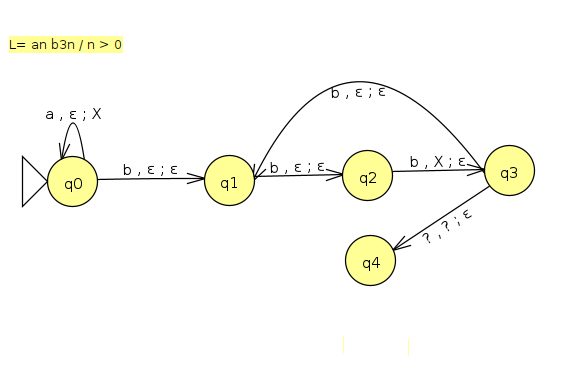 L= an b3n / n > 0
b , ε ; ε
a , ε ; X
b , ε ; ε
b , ε ; ε
b , X ; ε
q0
q1
q2
q3
? , ? ; ε
q4